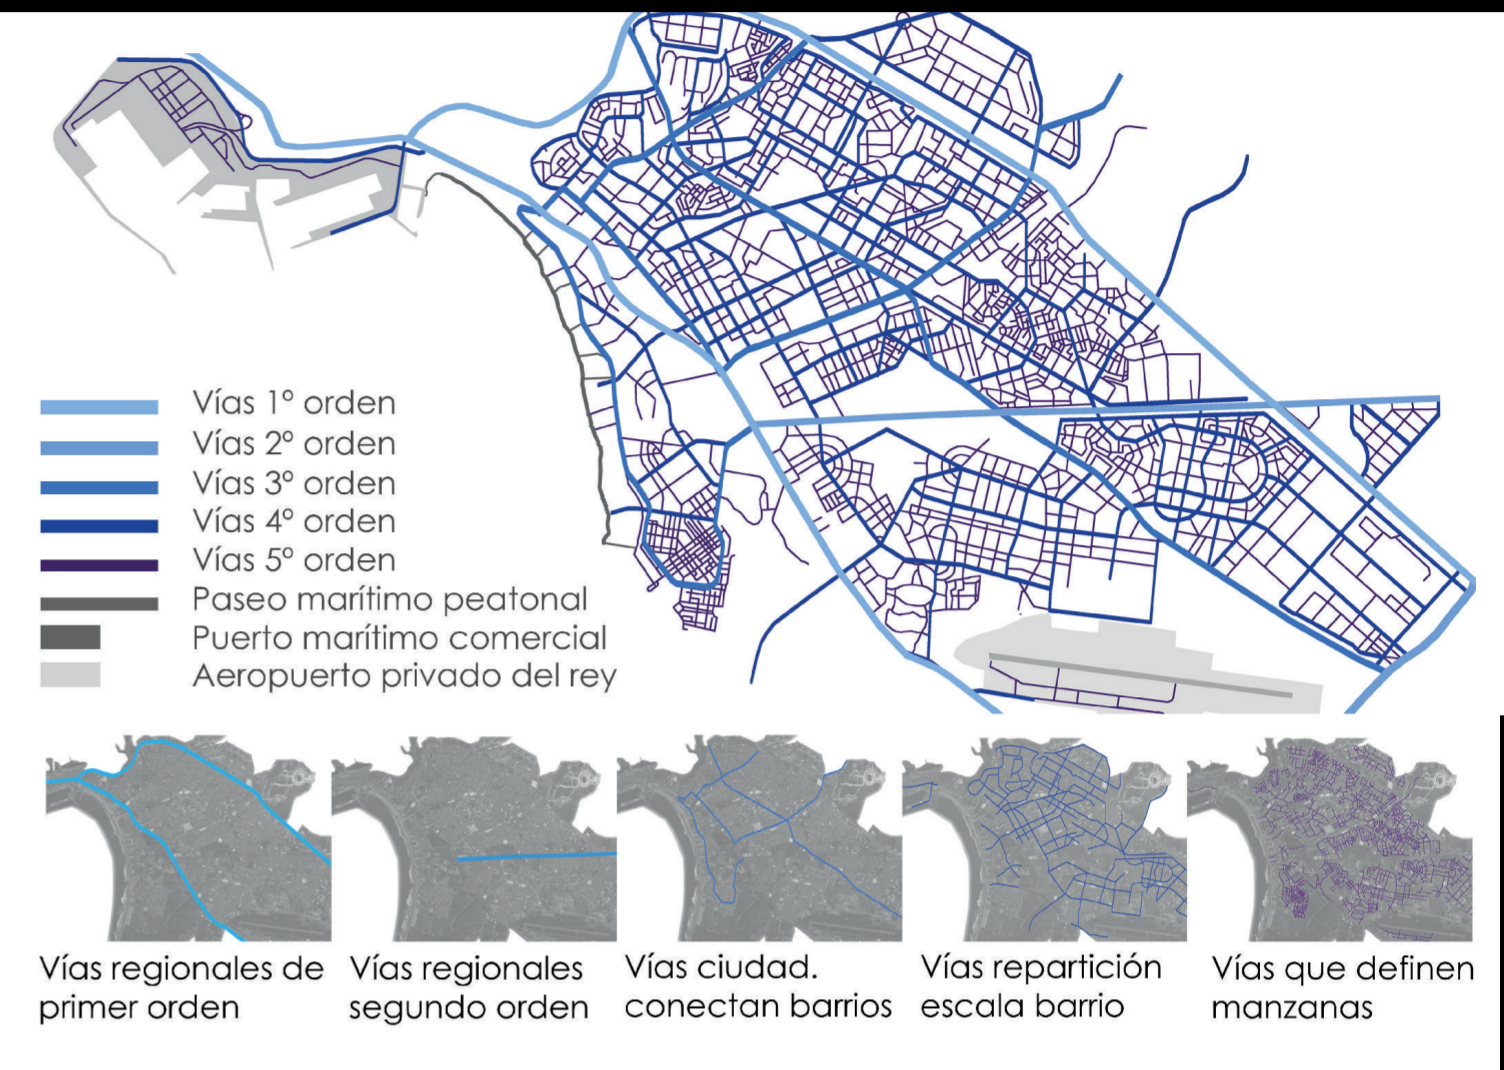 Vías 1º orden
Vías 2º orden
Vías 3º orden
Vías 4º orden
Vías 5º orden
Paseo marítimo peatonal
Puerto marítimo comercial
Aeropuerto privado del rey
Vías regionales de
primer orden
Vías regionales
segundo orden
Vías ciudad.
conectan barrios
Vías repartición
escala barrio
Vías que definen
manzanas